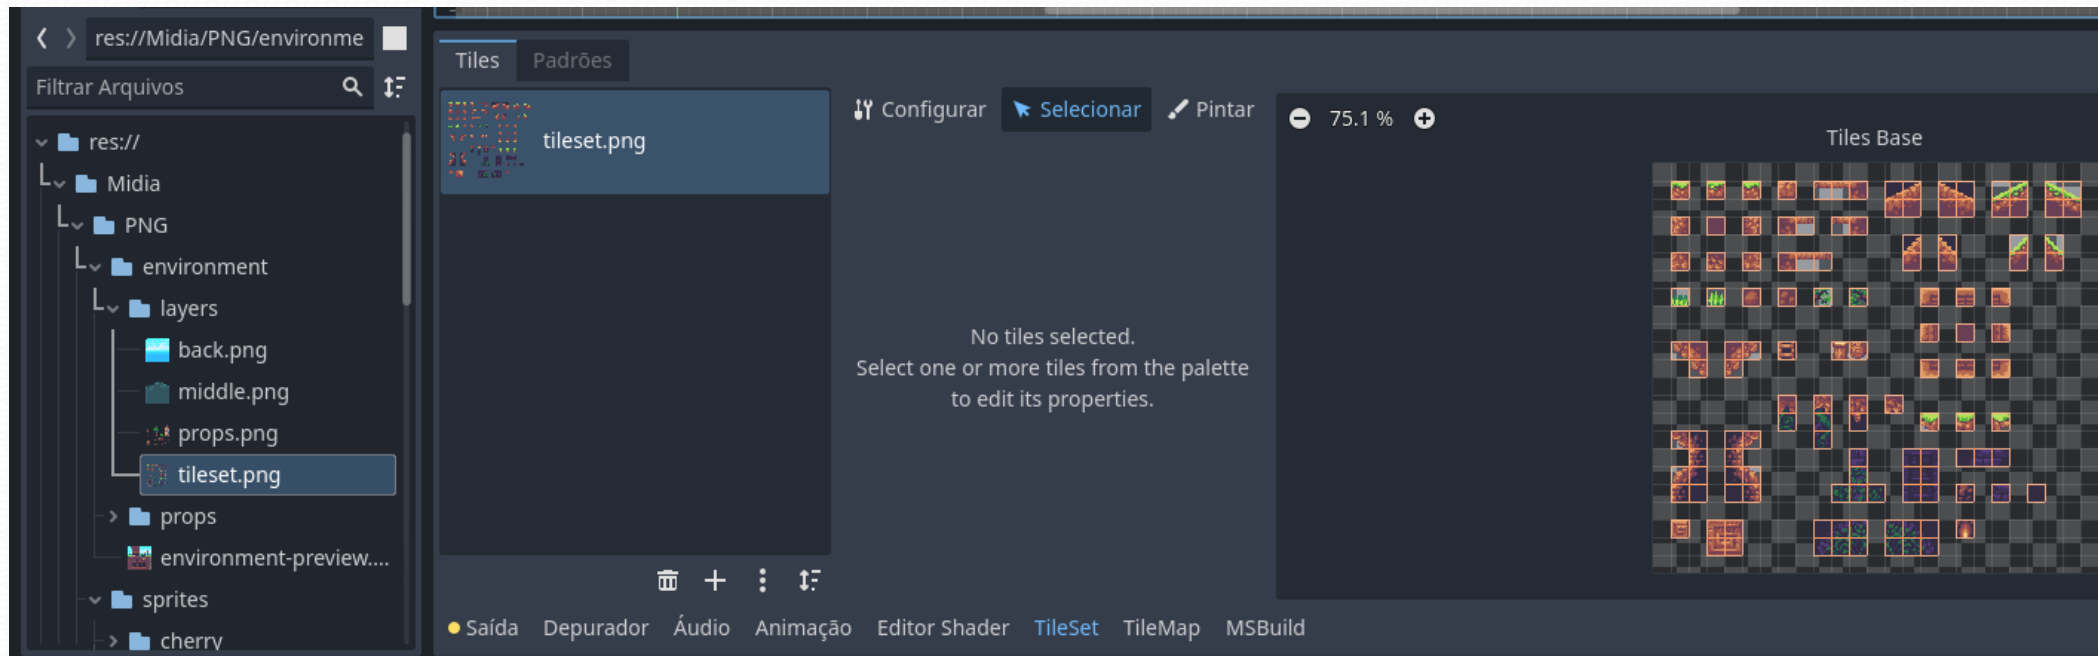 res://Midia/PNG/environme
Filtrar Arquivos
res://
Midia
PNG
environment
layers
back.png
middle.png
props.png
tileset.png
props
environment-preview....
sprites
cherry
Tiles
Padrões
tileset.png
Configurar
Selecionar
Pintar
No tiles selected.
Select one or more tiles from the palette
to edit its properties.
75.1 %
Tiles Base
Saída
Depurador
Áudio
Animação
Editor Shader
TileSet
TileMap
MSBuild